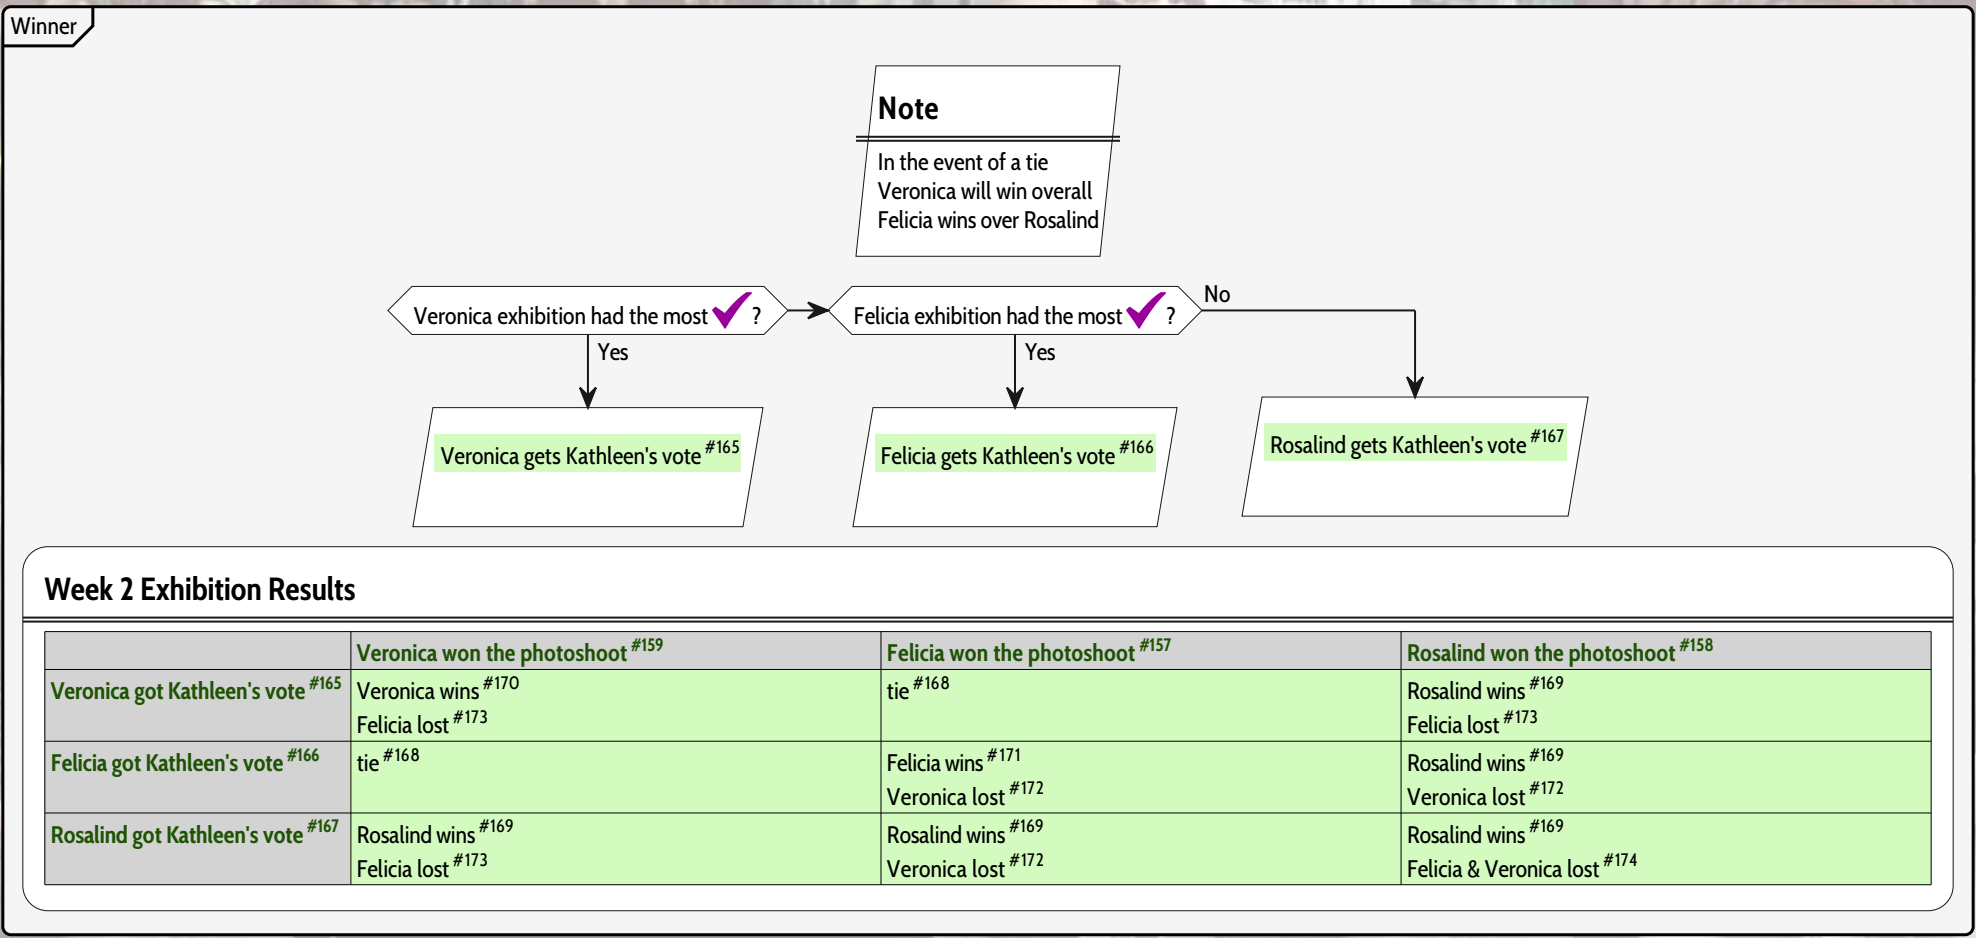 Winner
Note
In the event of a tie
Veronica will win overall
Felicia wins over Rosalind
Veronica exhibition had the most ✔ ?
Felicia exhibition had the most ✔ ?
No
Yes
Yes
Veronica gets Kathleen's vote #165
Felicia gets Kathleen's vote #166
Rosalind gets Kathleen's vote #167
Week 2 Exhibition Results
Veronica won the photoshoot #159
Felicia won the photoshoot #157
Rosalind won the photoshoot #158
Veronica got Kathleen's vote #165
Veronica wins #170
Felicia lost #173
tie #168
Rosalind wins #169
Felicia lost #173
Felicia got Kathleen's vote #166
tie #168
Felicia wins #171
Veronica lost #172
Rosalind wins #169
Veronica lost #172
Rosalind got Kathleen's vote #167
Rosalind wins #169
Felicia lost #173
Rosalind wins #169
Veronica lost #172
Rosalind wins #169
Felicia & Veronica lost #174